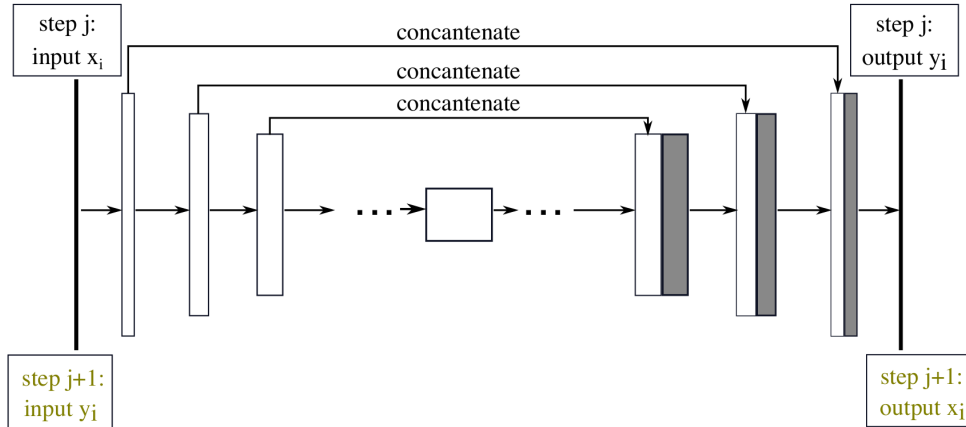 step j:
input xi
concantenate
concantenate
concantenate
step j:
output yi
...
...
step j+1:
input yi
step j+1:
output xi